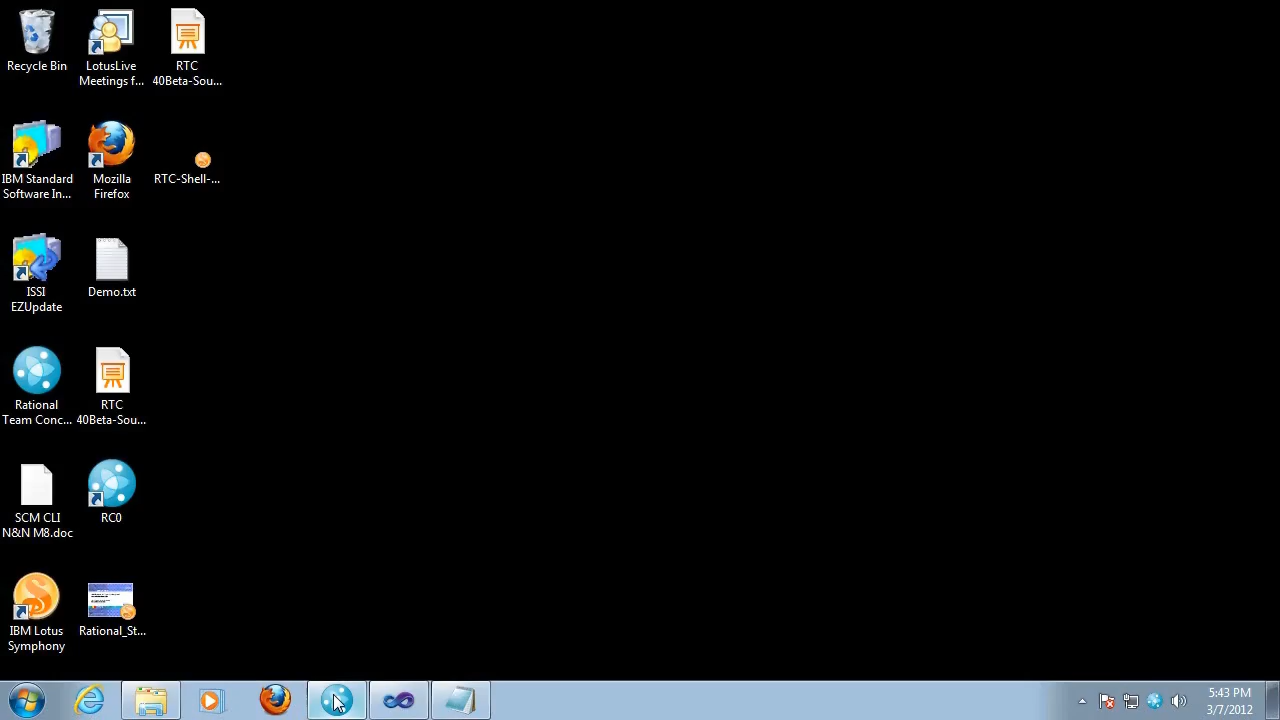 Recycle Bin
LotusLive
Meetings f...
RTC
40Beta-Sou...
IBM Standard
Software In...
Mozilla
Firefox
RTC-Shell-...
ISSI
EZUpdate
Demo.txt
Rational
Team Conc...
RTC
40Beta-Sou...
SCM CLI
N&N M8.doc
RC0
IBM Lotus
Symphony
Rational_St...
5:43 PM
3/7/2012